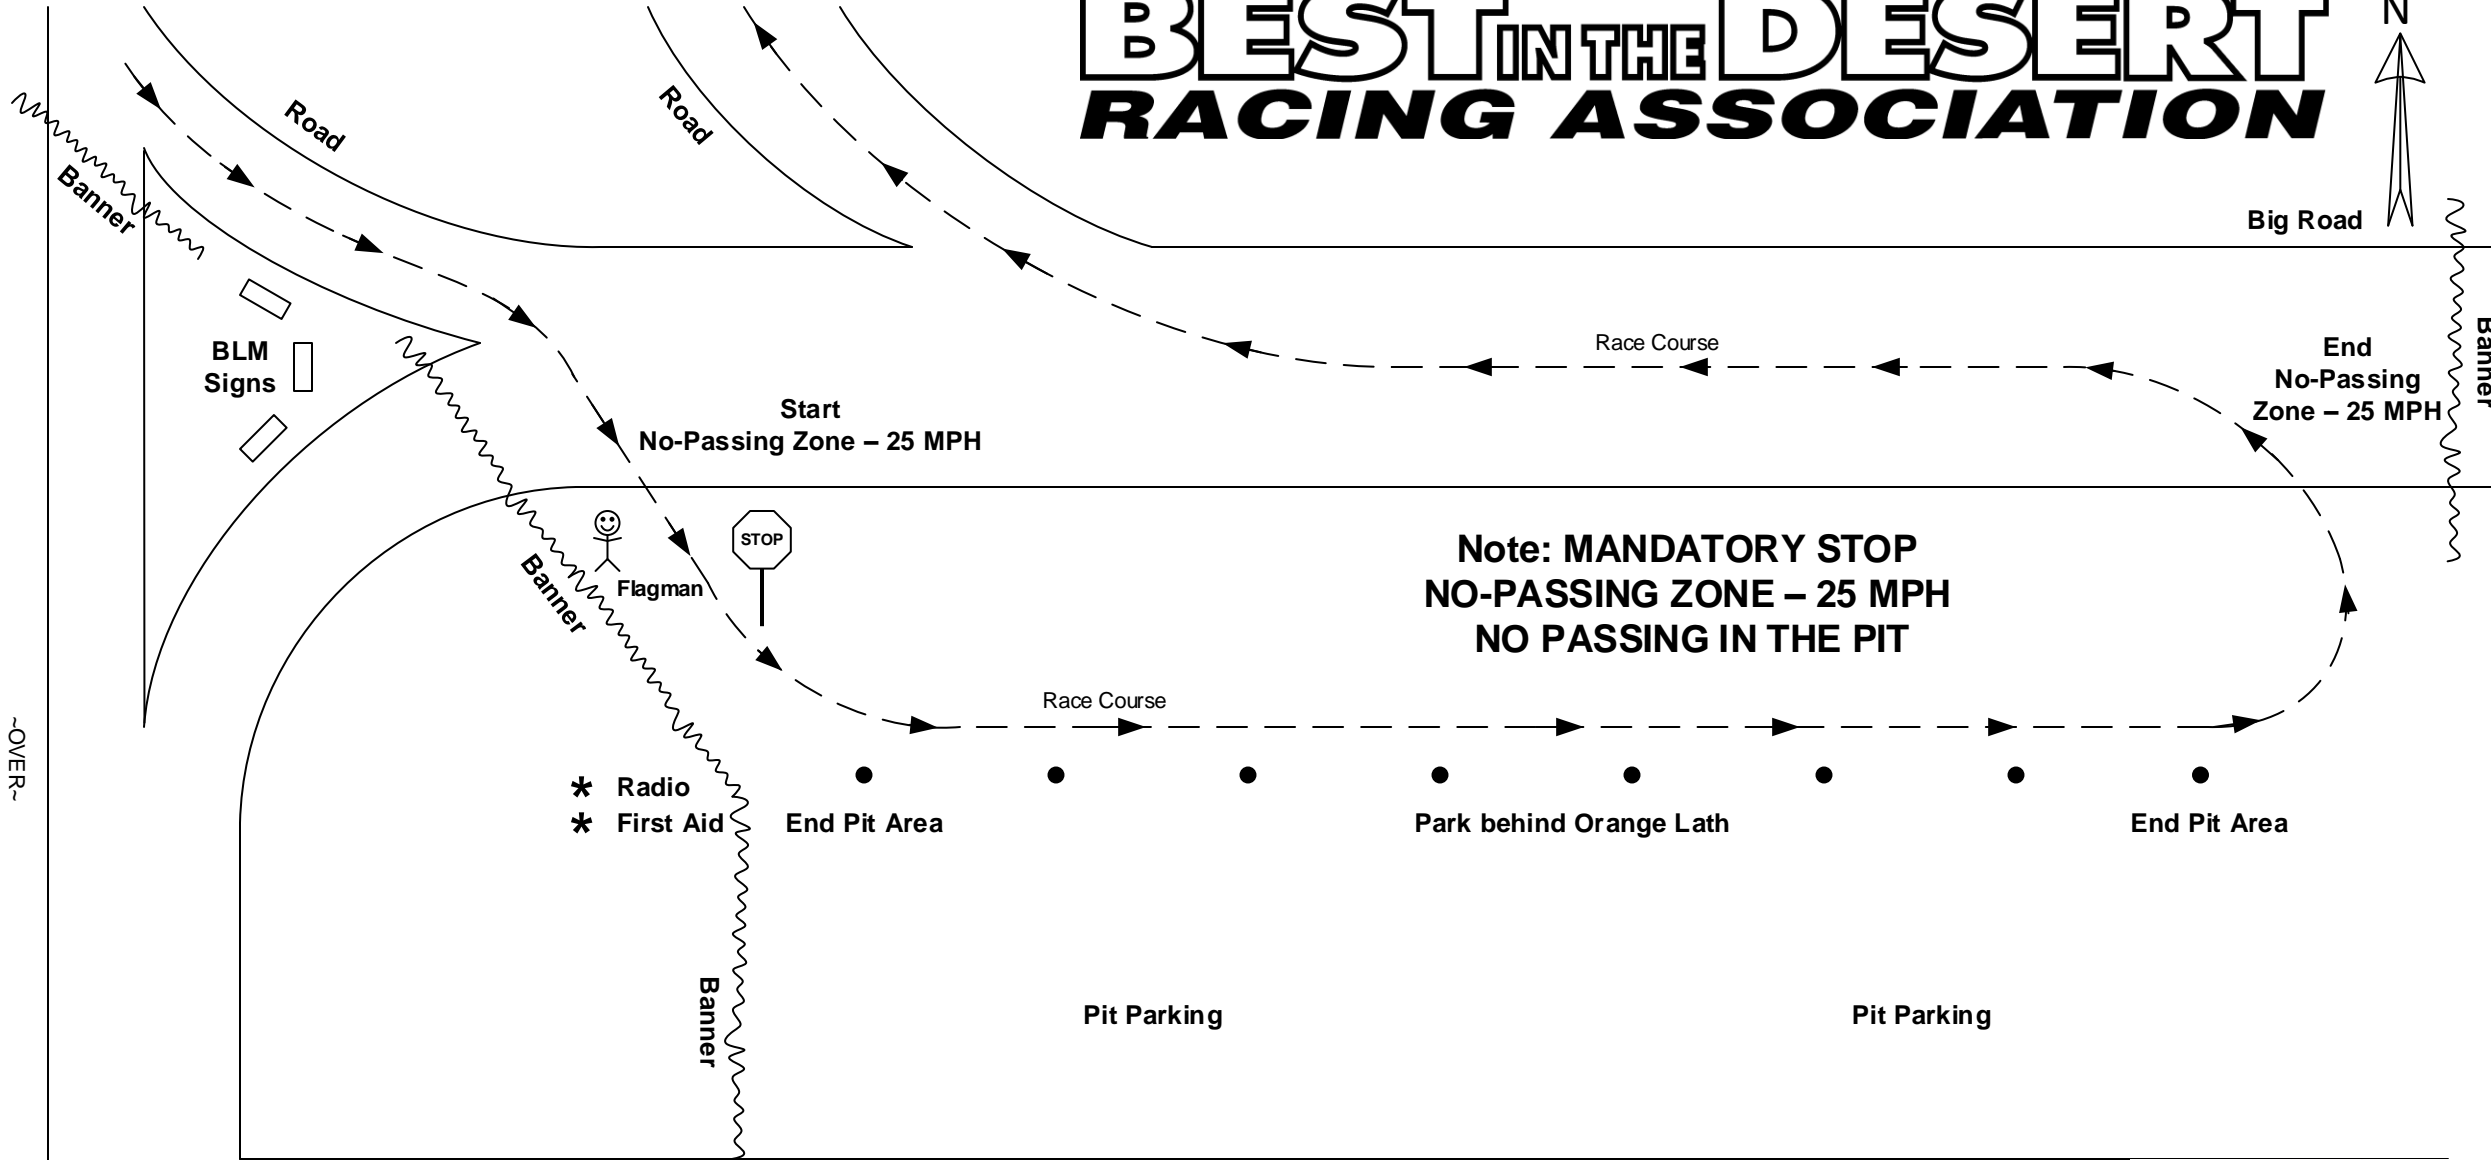 BEST IN THE DESERT
RACING ASSOCIATION
N
Road
Road
Banner
Big Road
Banner
BLM
Signs
Race Course
End
No-Passing
Zone – 25 MPH
Start
No-Passing Zone – 25 MPH
STOP
Flagman
Banner
Note: MANDATORY STOP
NO-PASSING ZONE – 25 MPH
NO PASSING IN THE PIT
Race Course
~OVER~
* Radio
* First Aid
End Pit Area
Park behind Orange Lath
End Pit Area
Banner
Pit Parking
Pit Parking